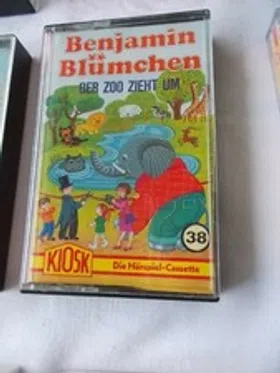 Benjamin
Blümchen
DER ZOO ZIEHT UM
38
KIOSK
Die Hörspiel-Cassette